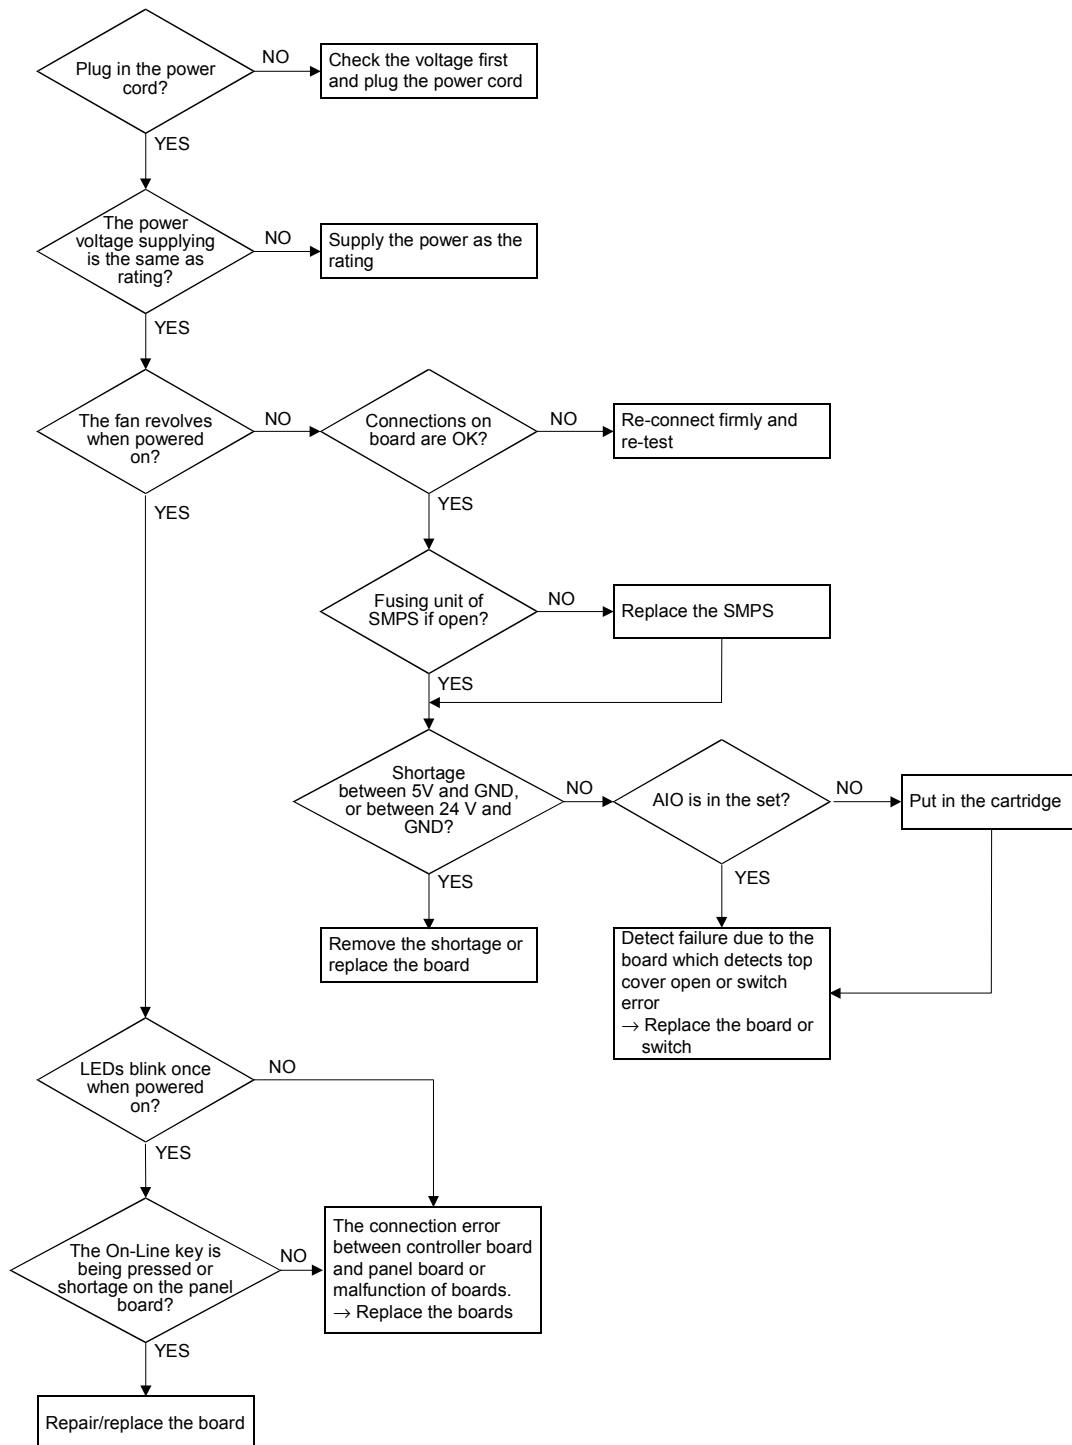 Plug in the power
cord?
NO
Check the voltage first
and plug the power cord
YES
The power
voltage supplying
is the same as
rating?
NO
Supply the power as the
rating
YES
The fan revolves
when powered
on?
NO
Connections on
board are OK?
NO
Re-connect firmly and
re-test
YES
YES
Fusing unit of
SMPS if open?
NO
Replace the SMPS
YES
Shortage
between 5V and GND,
or between 24 V and
GND?
NO
AIO is in the set?
NO
Put in the cartridge
YES
YES
Remove the shortage or
replace the board
Detect failure due to the
board which detects top
cover open or switch
error
→ Replace the board or
switch
LEDs blink once
when powered
on?
NO
YES
The On-Line key is
being pressed or
shortage on the panel
board?
NO
The connection error
between controller board
and panel board or
malfunction of boards.
→ Replace the boards
YES
Repair/replace the board